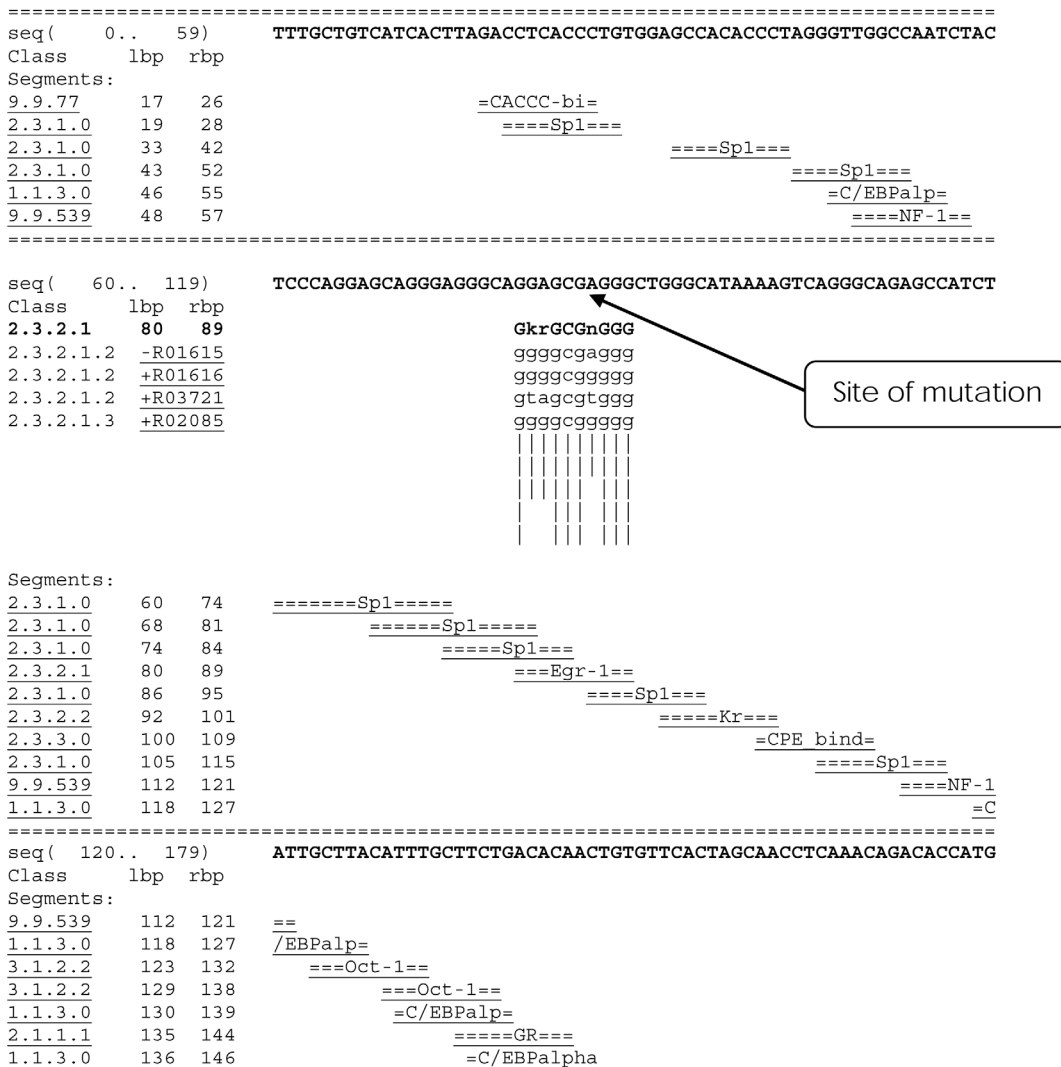 ==================================================================================
seq(    0..   59)     TTTGCTGTCATCACTTAGACCTCACCCTGTGGAGCCACACCCTAGGGTTGGCCAATCTAC
Class     lbp  rbp
Segments:
9.9.77     17   26                     =CACCC-bi=
2.3.1.0    19   28                       ====Sp1===
2.3.1.0    33   42                                     ====Sp1===
2.3.1.0    43   52                                               ====Sp1===
1.1.3.0    46   55                                                  =C/EBPalp=
9.9.539    48   57                                                    ====NF-1==
==================================================================================
seq(   60..  119)     TCCCAGGAGCAGGGAGGGCAGGAGCGAGGGCTGGGCATAAAAGTCAGGGCAGAGCCATCT
Class     lbp  rbp
2.3.2.1    80   89                        GkrGCGnGGG
2.3.2.1.2  -R01615                        ggggcgaggg
2.3.2.1.2  +R01616                        ggggcggggg
2.3.2.1.2  +R03721                        gtagcgtggg
2.3.2.1.3  +R02085                        ggggcggggg
Site of mutation
||||||||||
||||||||||
|||||| |||
|  ||| |||
|  ||| |||
Segments:
2.3.1.0    60   74    =======Sp1=====
2.3.1.0    68   81            ======Sp1=====
2.3.1.0    74   84                  =====Sp1===
2.3.2.1    80   89                        ===Egr-1==
2.3.1.0    86   95                              ====Sp1===
2.3.2.2    92  101                                    =====Kr===
2.3.3.0   100  109                                            =CPE_bind=
2.3.1.0   105  115                                                 =====Sp1===
9.9.539   112  121                                                        ====NF-1
1.1.3.0   118  127                                                              =C
==================================================================================
seq(  120..  179)     ATTGCTTACATTTGCTTCTGACACAACTGTGTTCACTAGCAACCTCAAACAGACACCATG
Class     lbp  rbp
Segments:
9.9.539   112  121    ==
1.1.3.0   118  127    /EBPalp=
3.1.2.2   123  132       ===Oct-1==
3.1.2.2   129  138             ===Oct-1==
1.1.3.0   130  139              =C/EBPalp=
2.1.1.1   135  144                   =====GR===
1.1.3.0   136  146                    =C/EBPalpha